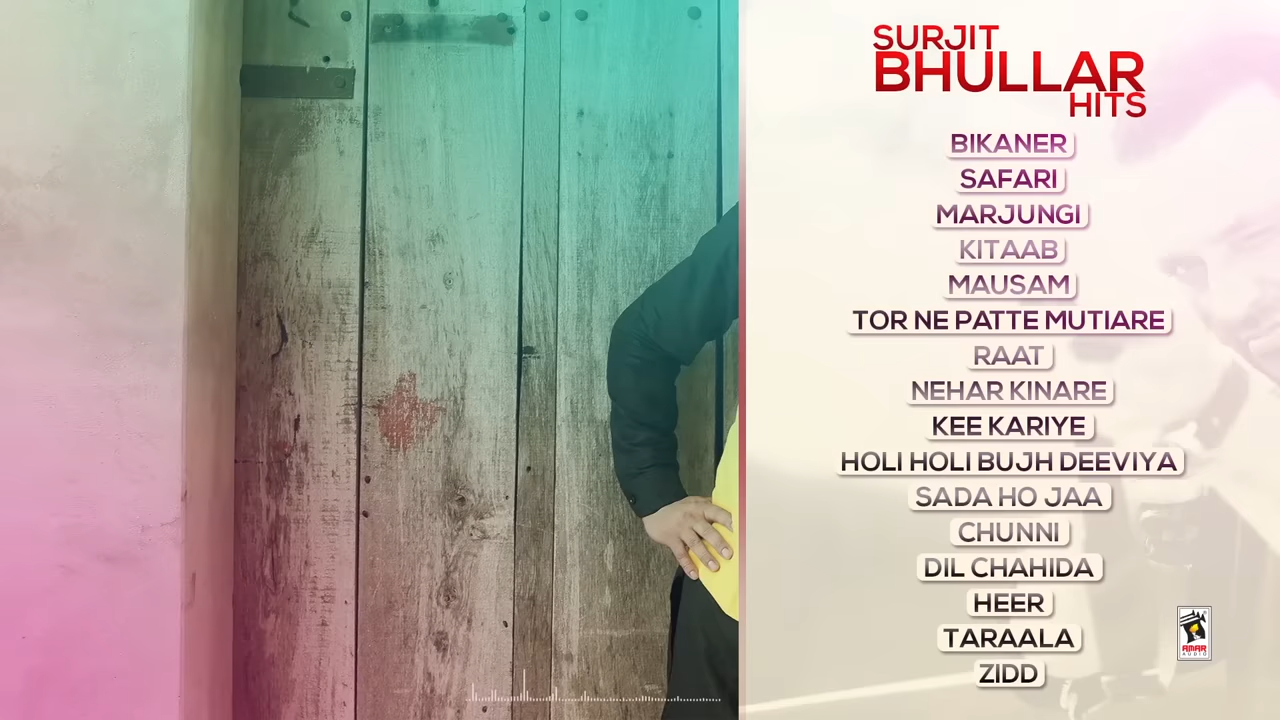 SURJIT
BHULLAR
HITS
BIKANER
SAFARI
MARJUNGI
KITAAB
MAUSAM
TOR NE PATTE MUTIARE
RAAT
NEHAR KINARE
KEE KARIYE
HOLI HOLI BUJH DEEVIYA
SADA HO JAA
CHUNNI
DIL CHAHIDA
HEER
TARAALA
ZIDD
AMAR
AUDIO